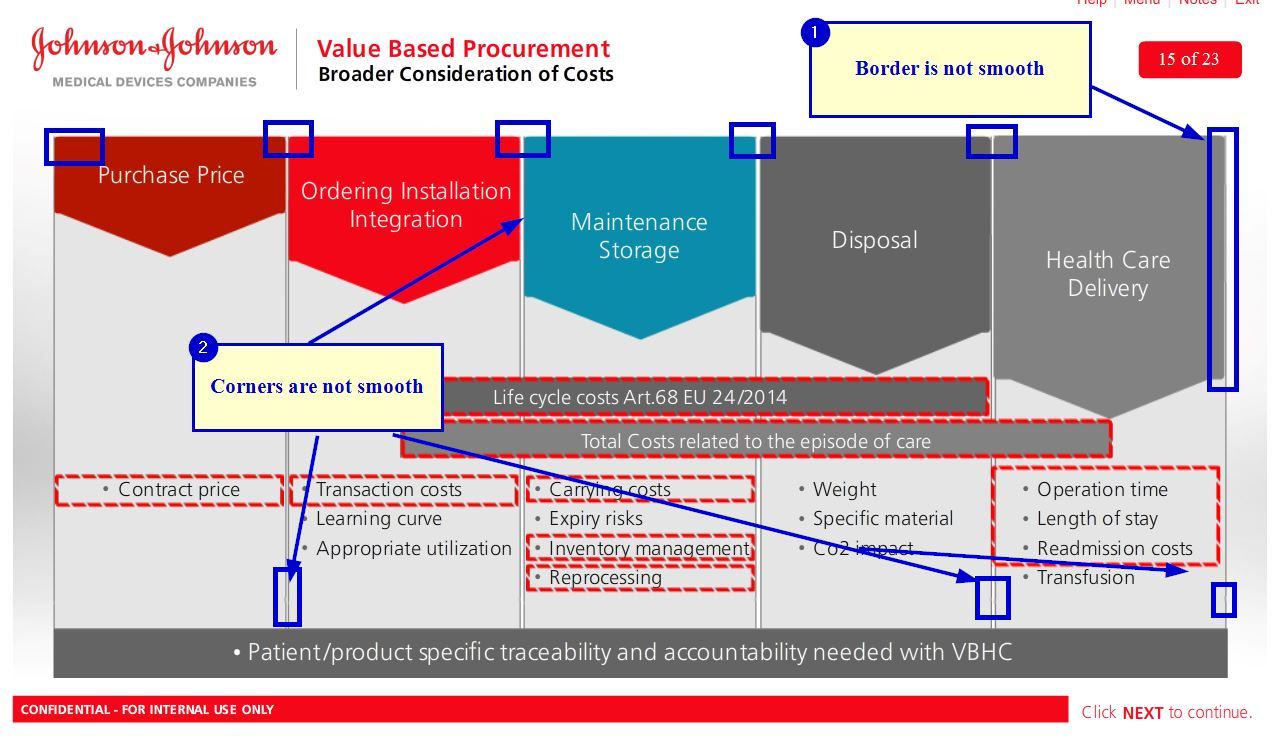 Help | Menu | Notes | Exit
Johnson & Johnson
MEDICAL DEVICES COMPANIES
Value Based Procurement
Broader Consideration of Costs
1
Border is not smooth
15 of 23
Purchase Price
Ordering Installation
Integration
Maintenance
Storage
Disposal
Health Care
Delivery
2
Corners are not smooth
Life cycle costs Art.68 EU 24/2014
Total Costs related to the episode of care
• Contract price
• Transaction costs
• Learning curve
• Appropriate utilization
• Carrying costs
• Expiry risks
• Inventory management
• Reprocessing
• Weight
• Specific material
• Co2 impact
• Operation time
• Length of stay
• Readmission costs
• Transfusion
• Patient/product specific traceability and accountability needed with VBHC
CONFIDENTIAL - FOR INTERNAL USE ONLY
Click NEXT to continue.